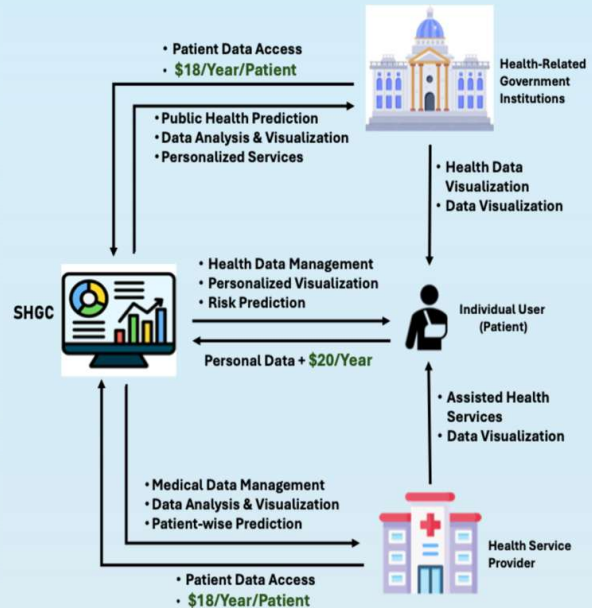 • Patient Data Access
• $18/Year/Patient
Health-Related
Government
Institutions
• Public Health Prediction
• Data Analysis & Visualization
• Personalized Services
• Health Data
Visualization
• Data Visualization
• Health Data Management
• Personalized Visualization
• Risk Prediction
SHGC
Individual User
(Patient)
Personal Data + $20/Year
• Assisted Health
Services
• Data Visualization
• Medical Data Management
• Data Analysis & Visualization
• Patient-wise Prediction
Health Service
Provider
• Patient Data Access
• $18/Year/Patient